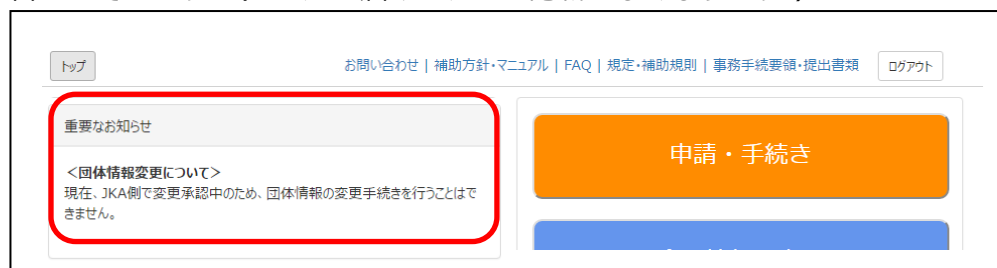 トップ
お問い合わせ | 補助方針・マニュアル | FAQ | 規定・補助規則 | 事務手続要領・提出書類
ログアウト
重要なお知らせ
<団体情報変更について>
現在、JKA側で変更承認中のため、団体情報の変更手続きを行うことはで
きません。
申請・手続き